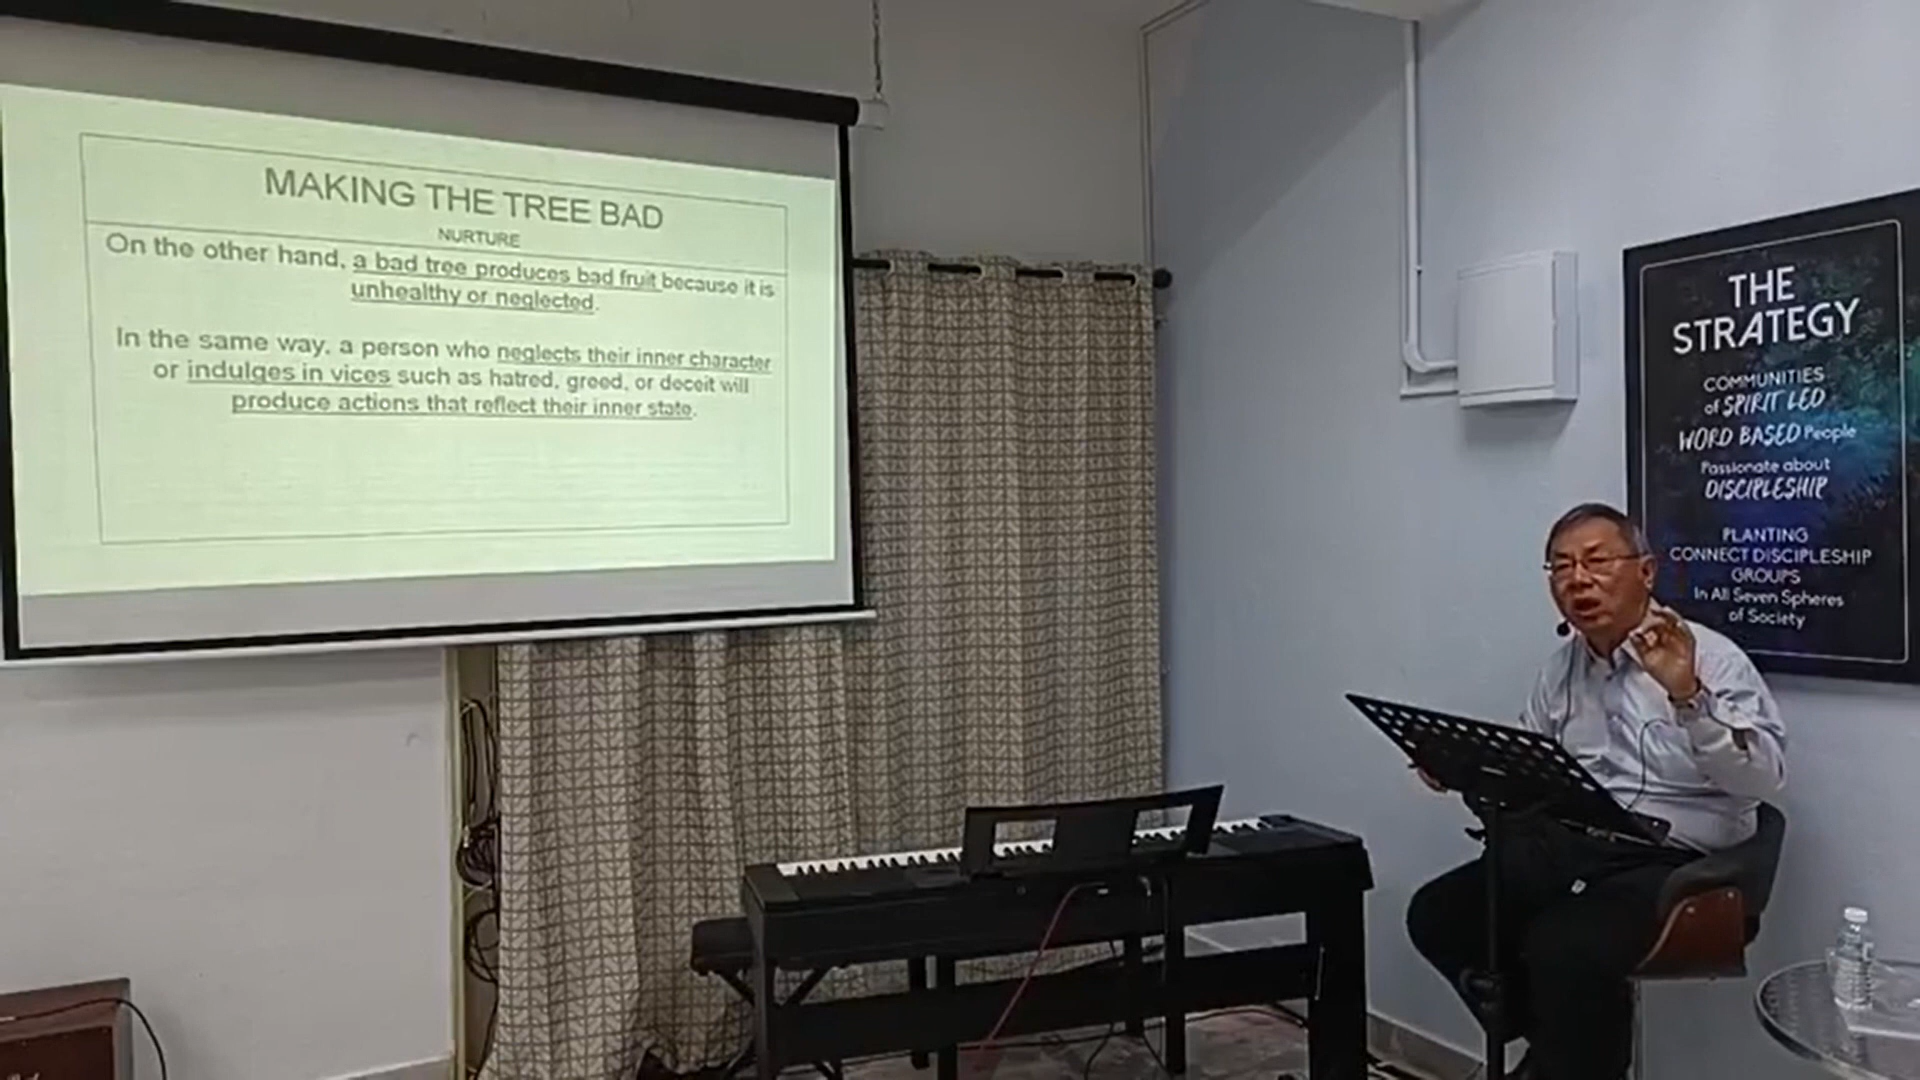 MAKING THE TREE BAD
NURTURE
On the other hand, a bad tree produces bad fruit because it is
unhealthy or neglected.
In the same way, a person who neglects their inner character
or indulges in vices such as hatred, greed, or deceit will
produce actions that reflect their inner state.
THE
STRATEGY
COMMUNITIES
of SPIRIT LED
WORD BASED People
Passionate about
DISCIPLESHIP
PLANTING
CONNECT DISCIPLESHIP
GROUPS
In All Seven Spheres
of Society